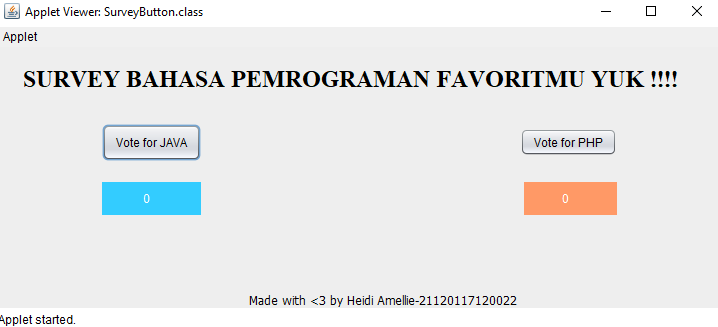 Applet Viewer: SurveyButton.class
Applet
SURVEY BAHASA PEMROGRAMAN FAVORITMU YUK !!!!
Vote for JAVA Vote for PHP
0 0
Made with <3 by Heidi Amellie-21120117120022
Applet started.